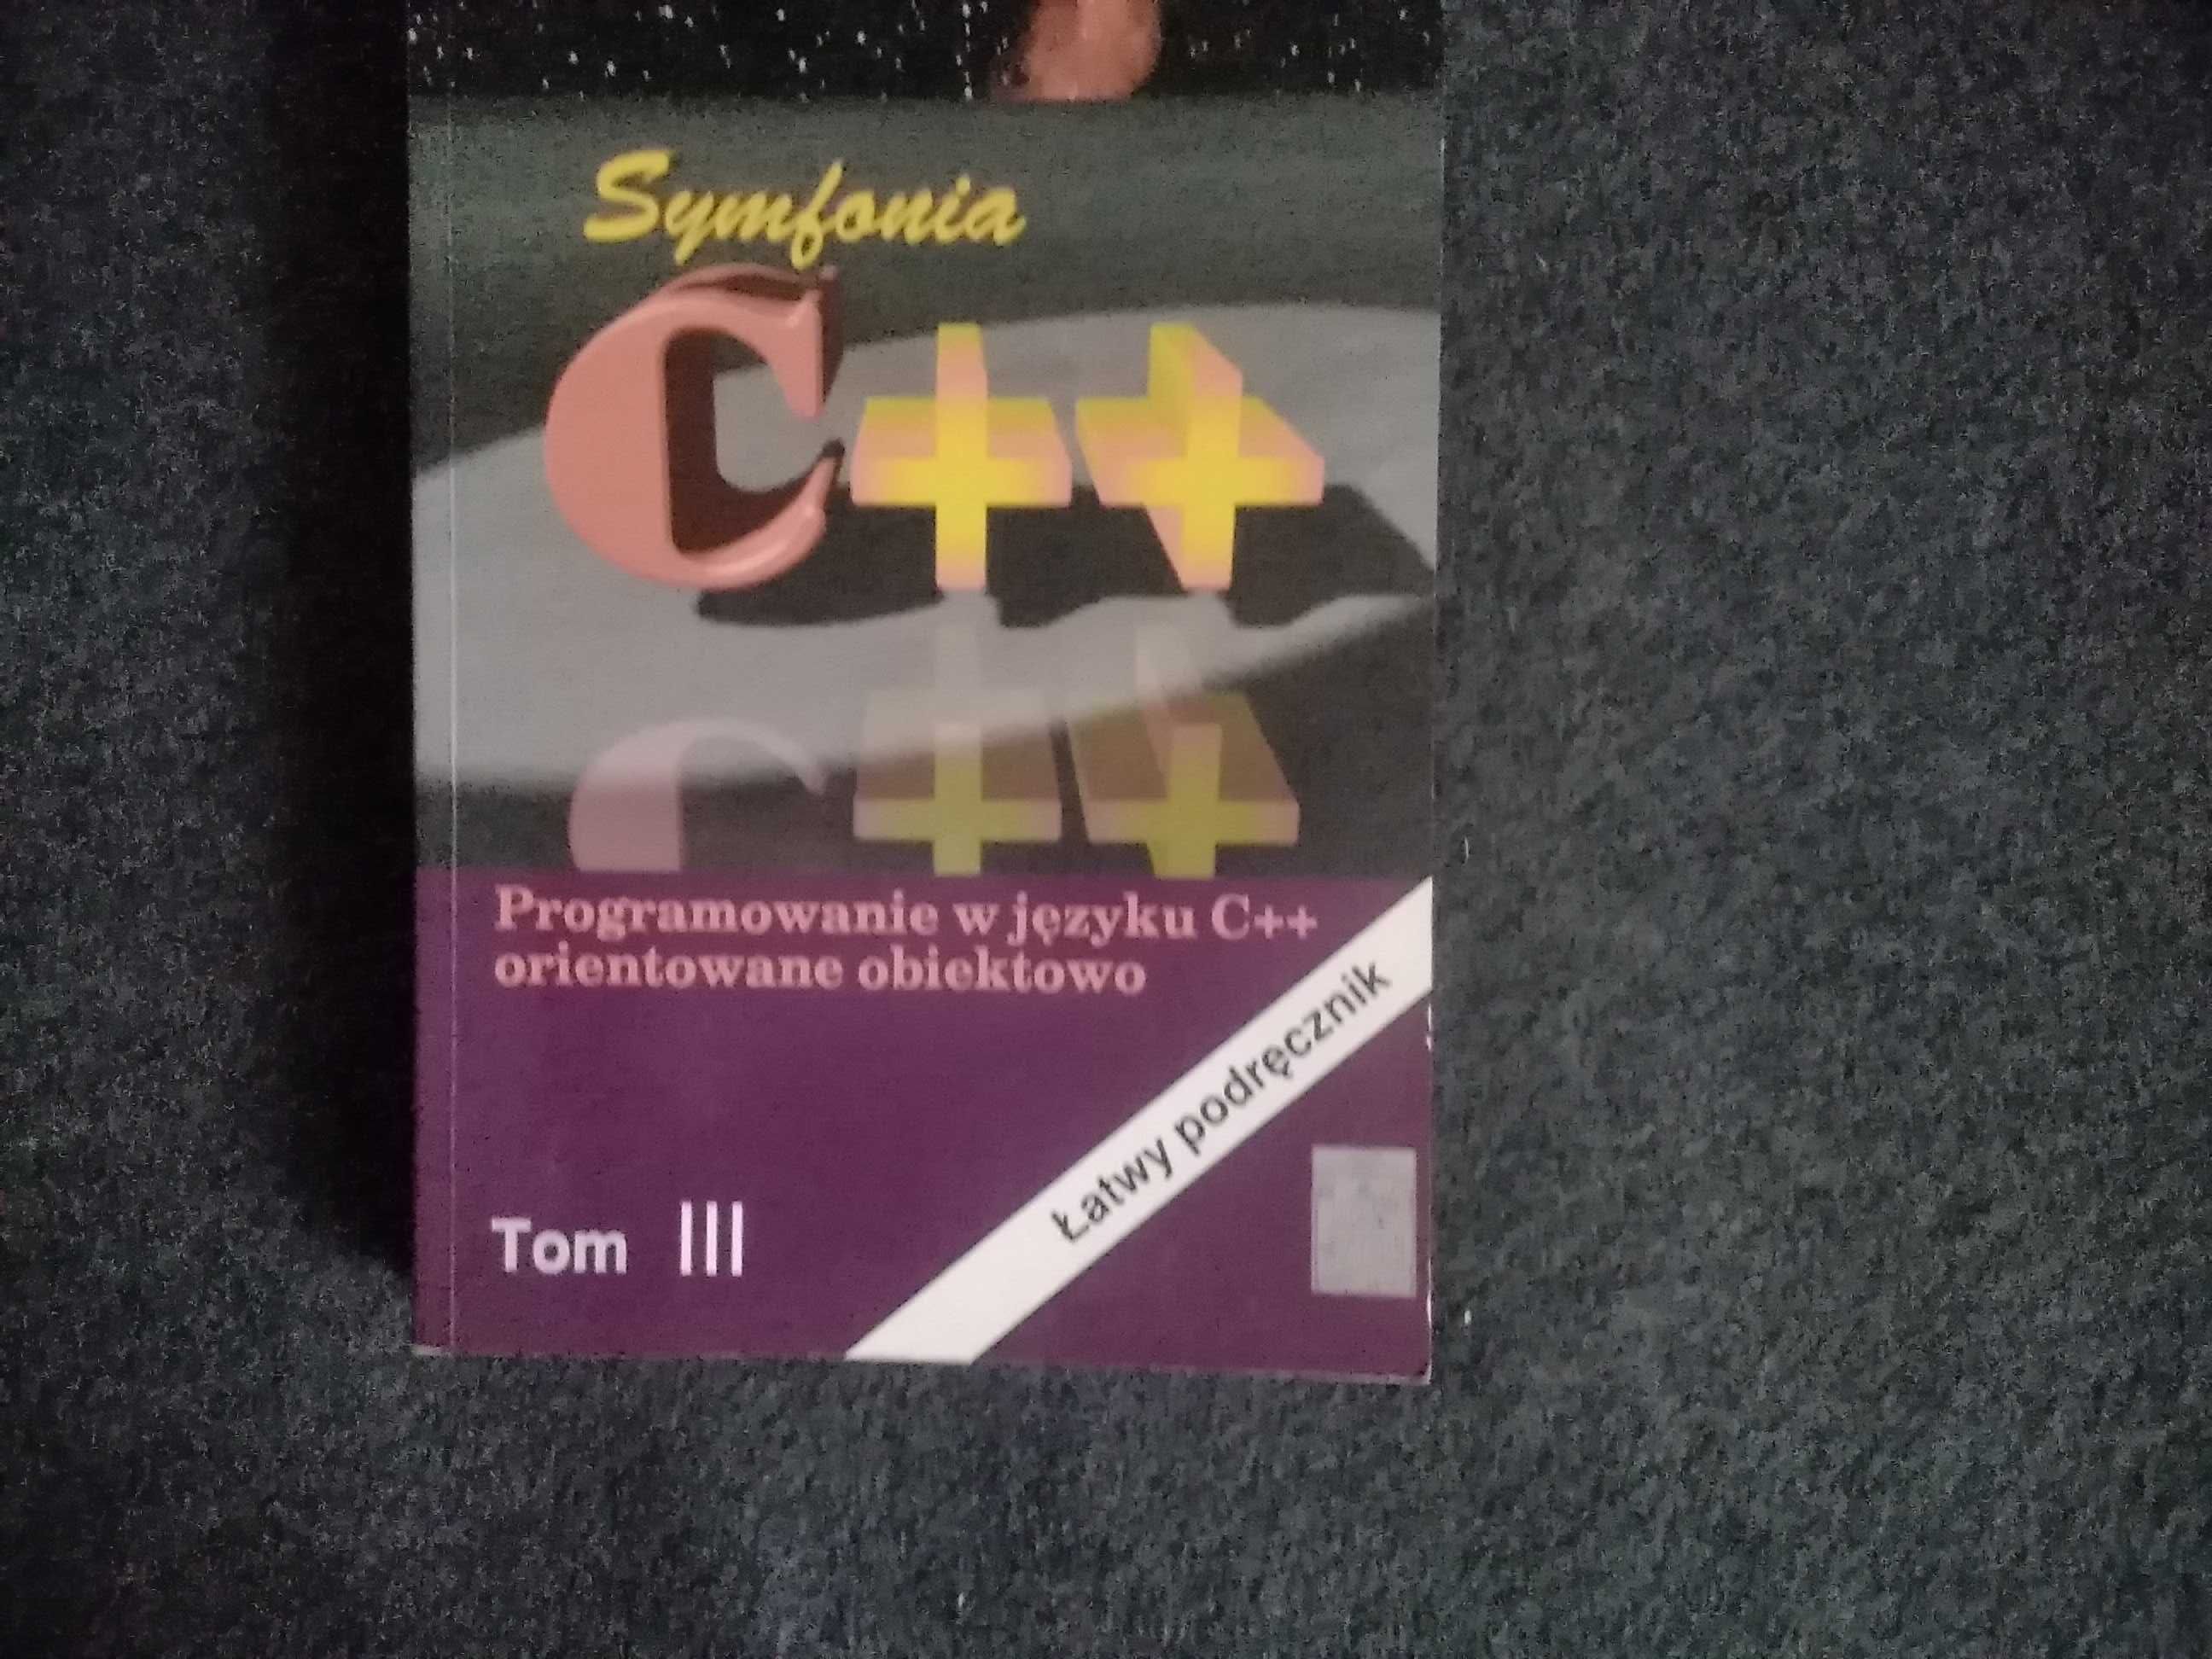 Symfonia
C++
Programowanie w języku C++
orientowane obiektowo
Łatwy podręcznik
Tom III